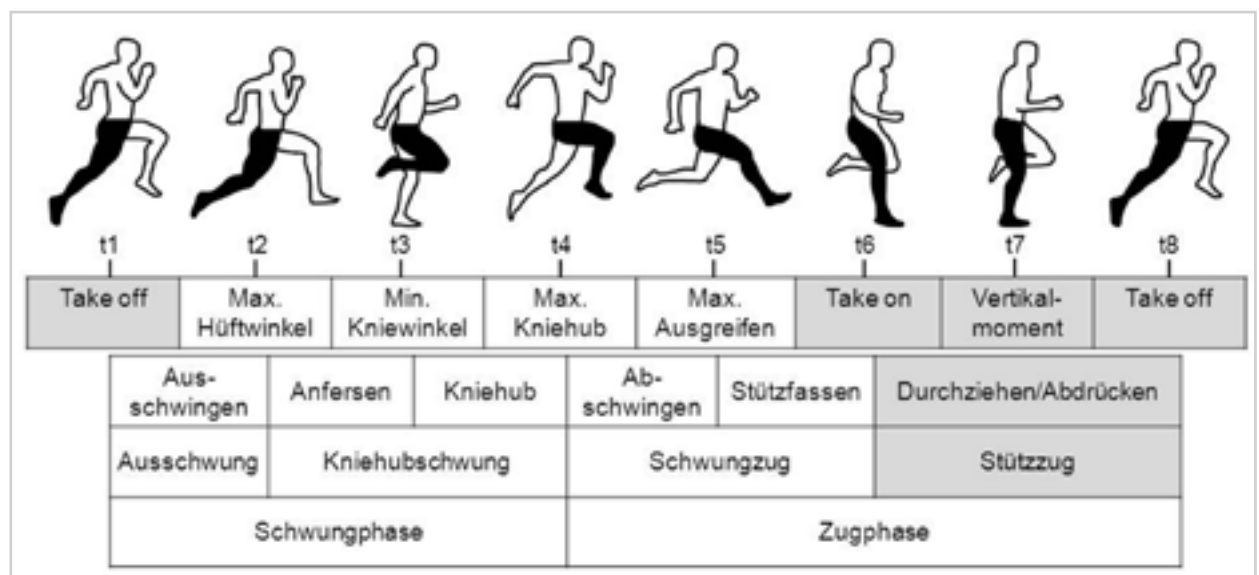 t1 t2 t3 t4 t5 t6 t7 t8
Take off Max. Min. Max. Max. Take on Vertikal- Take off
Hüftwinkel Kniewinkel Kniehub Ausgreifen moment
Aus- Anfersen Kniehub Ab- Stützfassen Durchziehen/Abdrücken
schwingen schwingen
Ausschwung Kniehubschwung Schwungzug Stützzug
Schwungphase Zugphase